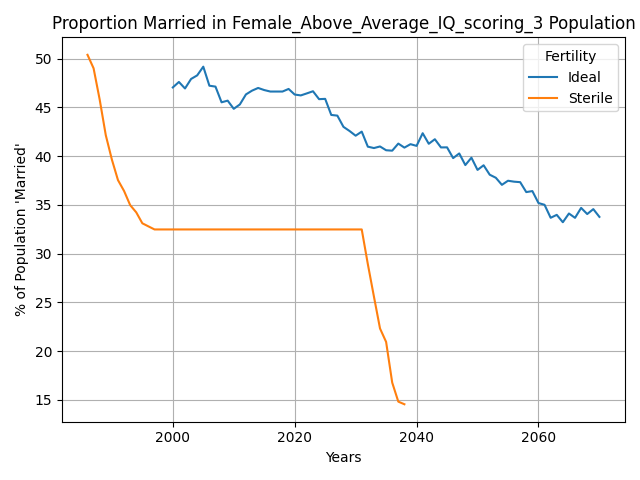 Proportion Married in Female_Above_Average_IQ_scoring_3 Population
% of Population 'Married'
50
45
40
35
30
25
20
15
Fertility
Ideal
Sterile
2000 2020 2040 2060
Years